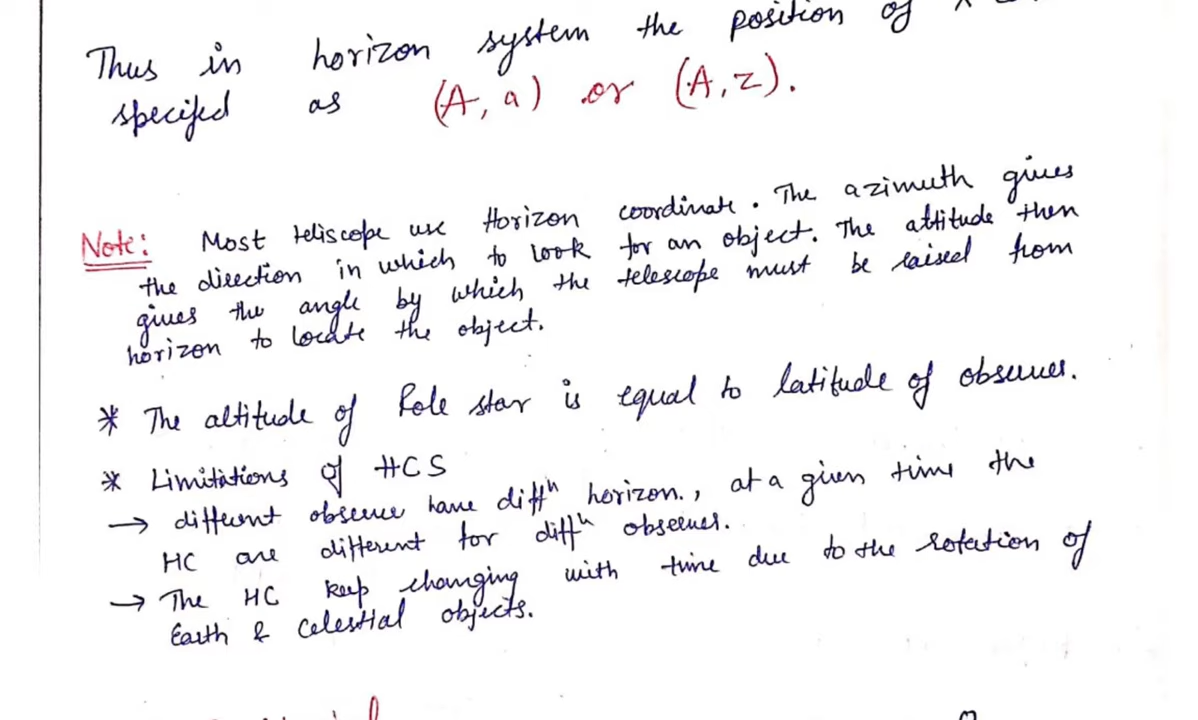 Thus in horizon system the position of
specifed as (A, a) or (A, z).
Note: Most teliscope use Horizon coordinate. The azimuth gives
the direction in which to look for an object. The altitude then
gives the angle by which the telescope must be raised from
horizon to locate the object.
* The altitude of Pole star is equal to latitude of observer.
* Limitations of HCS
→ different observer have diffⁿ horizon., at a given time the
HC are different for diffⁿ observer.
→ The HC keep changing with time due to the rotation of
Earth & celestial objects.